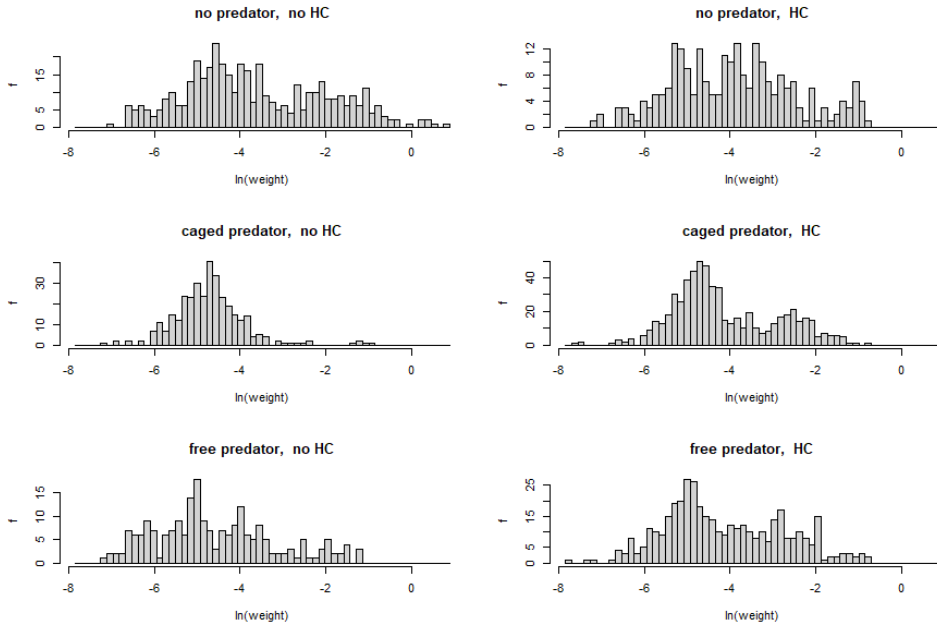 no predator, no HC
f
0 5 15
-8 -6 -4 -2 0
ln(weight)
no predator, HC
f
0 4 8 12
-8 -6 -4 -2 0
ln(weight)
caged predator, no HC
f
0 10 30
-8 -6 -4 -2 0
ln(weight)
caged predator, HC
f
0 20 40
-8 -6 -4 -2 0
ln(weight)
free predator, no HC
f
0 5 10 15
-8 -6 -4 -2 0
ln(weight)
free predator, HC
f
0 5 15 25
-8 -6 -4 -2 0
ln(weight)